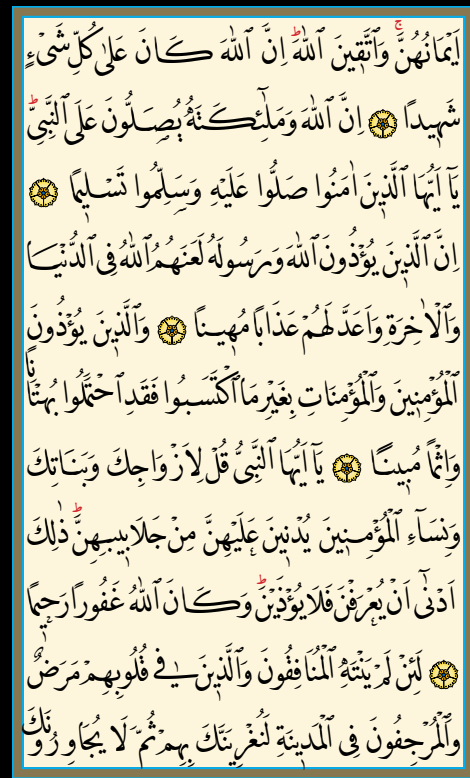 اَيْمَانُهُنَّۚ وَاتَّق۪ينَ اللّٰهَۜ اِنَّ اللّٰهَ كَانَ عَلٰى كُلِّ شَيْءٍ
شَه۪يدًا ۞ اِنَّ اللّٰهَ وَمَلٰٓئِكَتَهُ يُصَلُّونَ عَلَى النَّبِيِّۜ
يَٓا اَيُّهَا الَّذ۪ينَ اٰمَنُوا صَلُّوا عَلَيْهِ وَسَلِّمُوا تَسْل۪يمًا ۞
اِنَّ الَّذ۪ينَ يُؤْذُونَ اللّٰهَ وَرَسُولَهُ لَعَنَهُمُ اللّٰهُ فِي الدُّنْيَا
وَالْاٰخِرَةِ وَاَعَدَّ لَهُمْ عَذَابًا مُه۪ينًا ۞ وَالَّذ۪ينَ يُؤْذُونَ
الْمُؤْمِن۪ينَ وَالْمُؤْمِنَاتِ بِغَيْرِ مَا اكْتَسَبُوا فَقَدِ احْتَمَلُوا بُهْتَانًا
وَاِثْمًا مُب۪ينًا ۞ يَٓا اَيُّهَا النَّبِيُّ قُلْ لِاَزْوَاجِكَ وَبَنَاتِكَ
وَنِسَٓاءِ الْمُؤْمِن۪ينَ يُدْن۪ينَ عَلَيْهِنَّ مِنْ جَلَاب۪يبِهِنَّۜ ذٰلِكَ
اَدْنٰٓى اَنْ يُعْرَفْنَ فَلَا يُؤْذَيْنَۜ وَكَانَ اللّٰهُ غَفُورًا رَح۪يمًا
۞ لَئِنْ لَمْ يَنْتَهِ الْمُنَافِقُونَ وَالَّذ۪ينَ ف۪ي قُلُوبِهِمْ مَرَضٌ
وَالْمُرْجِفُونَ فِي الْمَد۪ينَةِ لَنُغْرِيَنَّكَ بِهِمْ ثُمَّ لَا يُجَاوِرُونَكَ